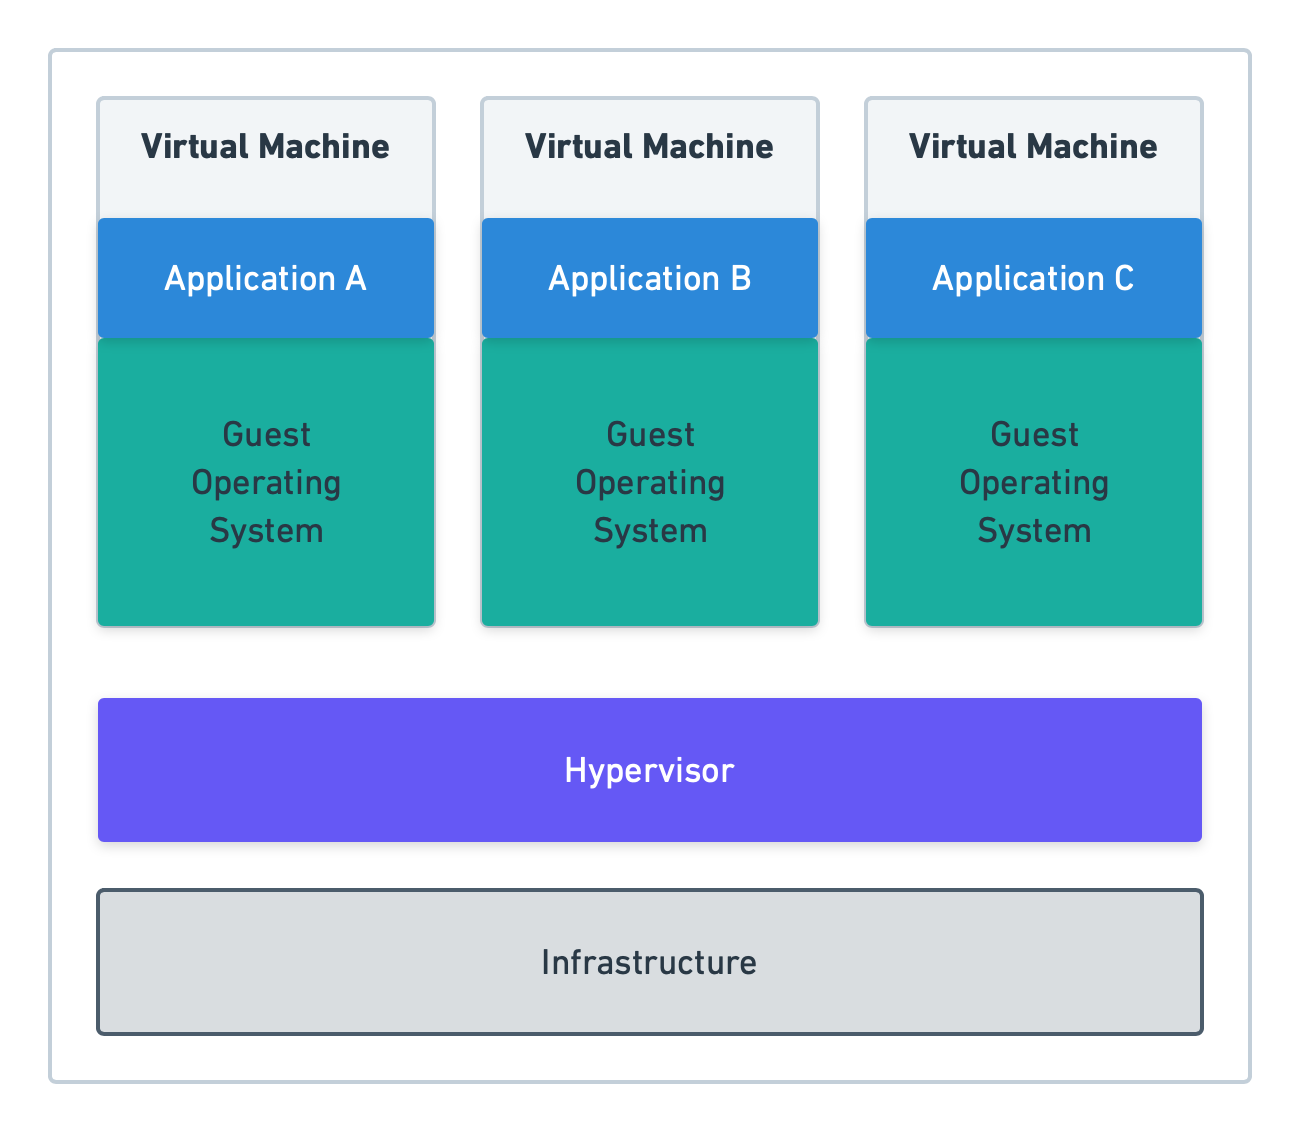 Virtual Machine
Virtual Machine
Virtual Machine
Application A
Application B
Application C
Guest
Operating
System
Guest
Operating
System
Guest
Operating
System
Hypervisor
Infrastructure